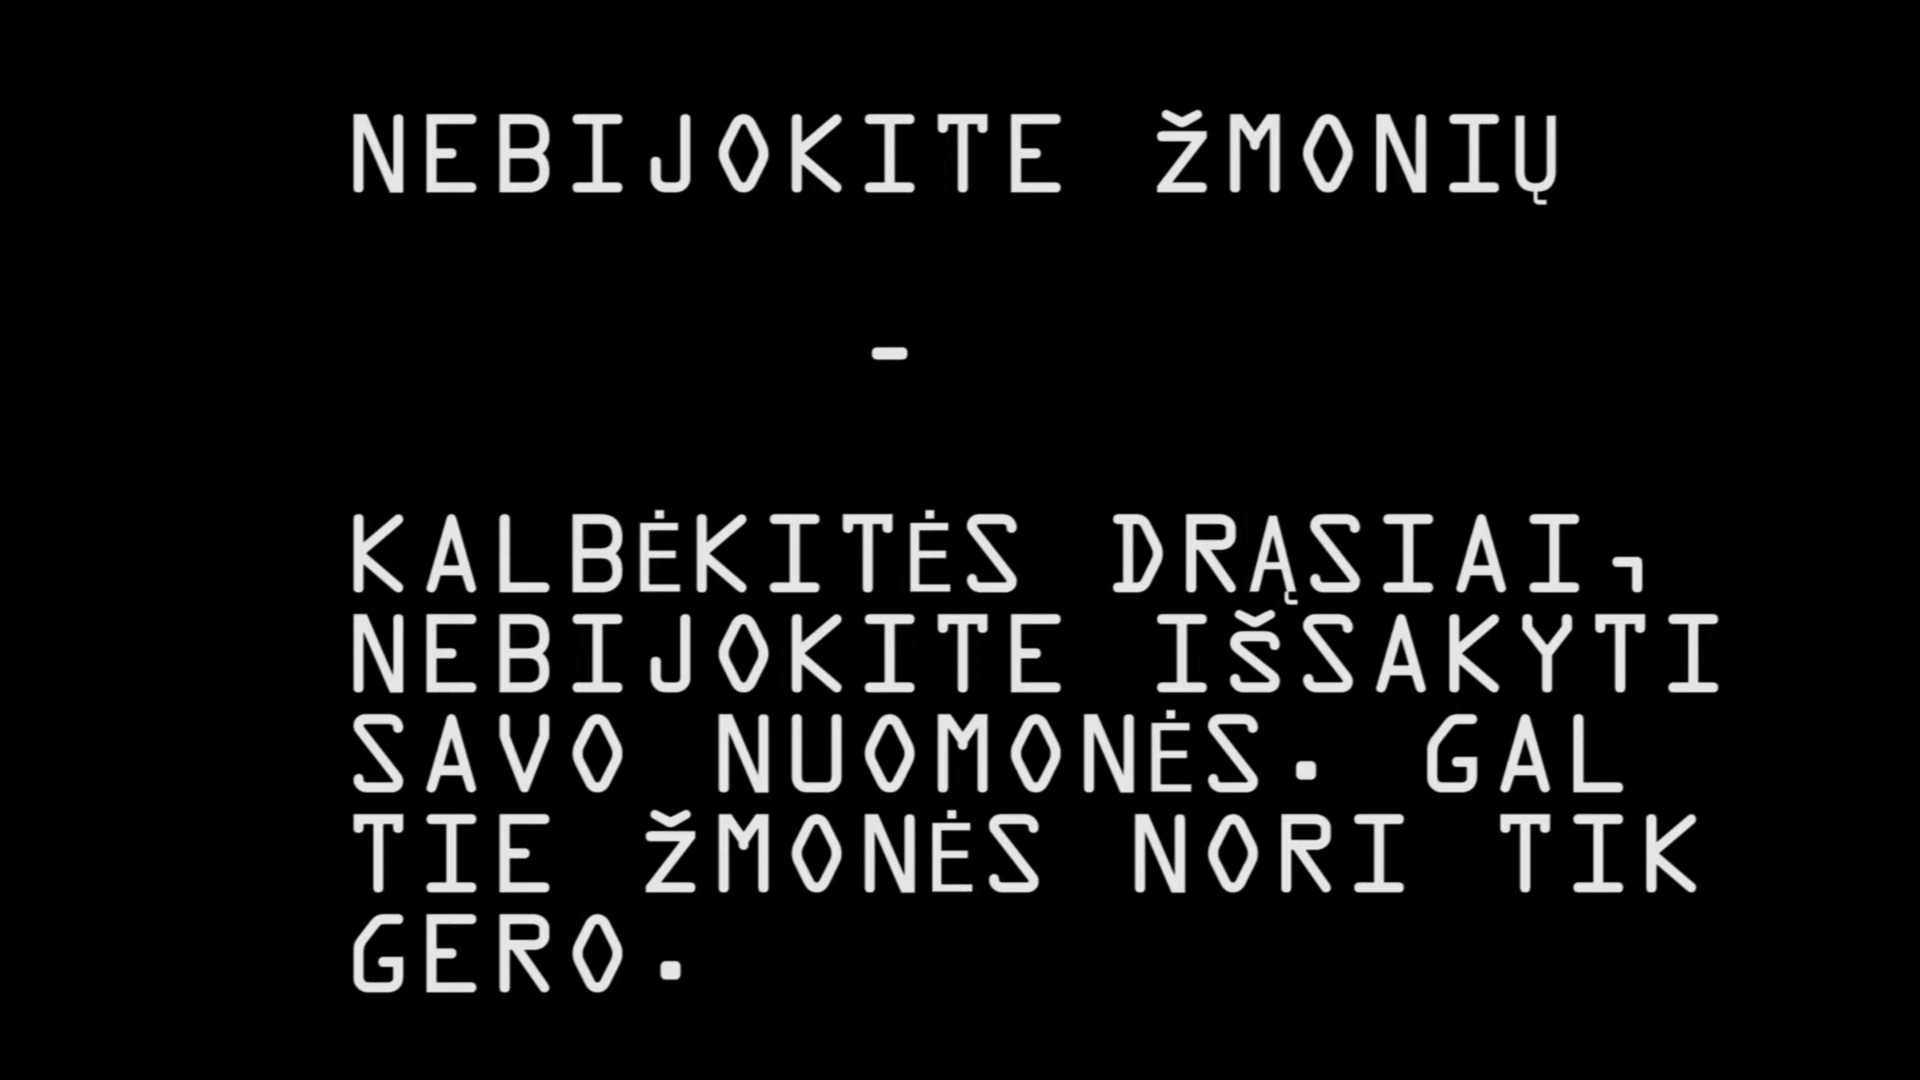 NEBIJOKITE ŽMONIŲ
-
KALBĖKITĖS DRĄSIAI,
NEBIJOKITE IŠSAKYTI
SAVO NUOMONĖS. GAL
TIE ŽMONĖS NORI TIK
GERO.